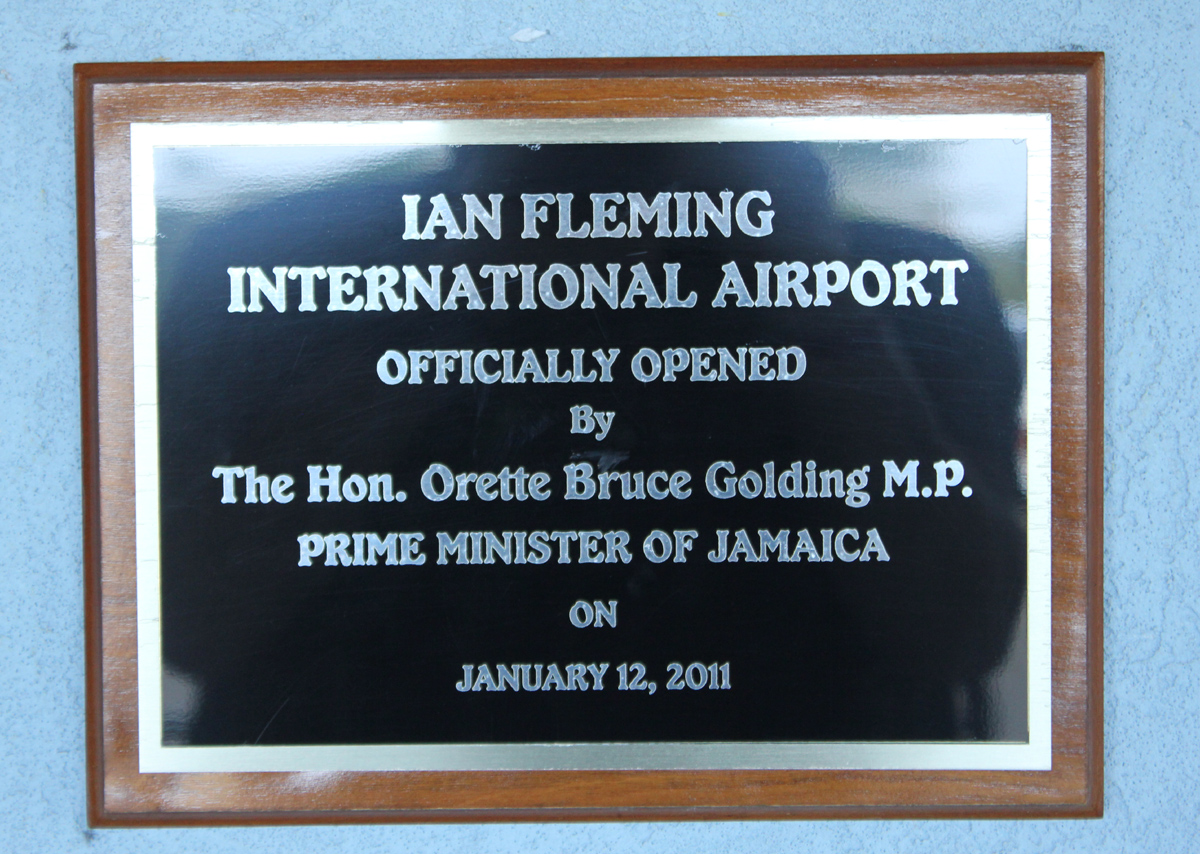 IAN FLEMING
INTERNATIONAL AIRPORT
OFFICIALLY OPENED
By
The Hon. Orette Bruce Golding M.P.
PRIME MINISTER OF JAMAICA
ON
JANUARY 12, 2011